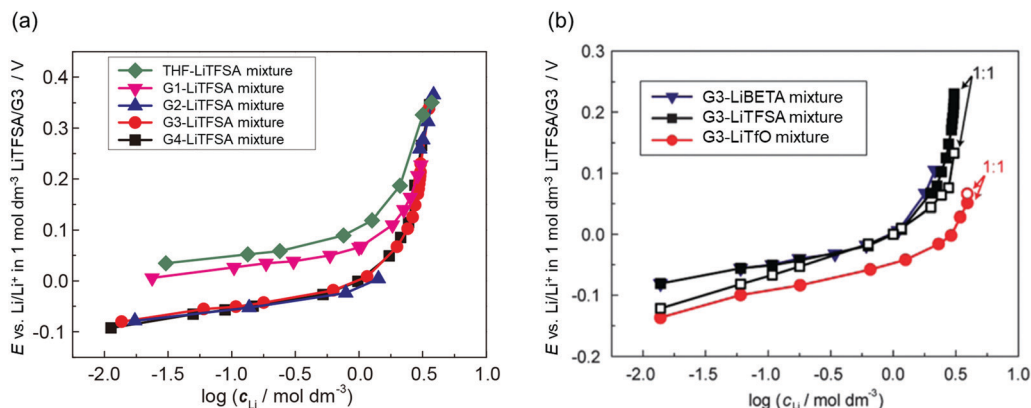 (a)
E vs. Li/Li⁺ in 1 mol dm⁻³ LiTFSA/G3 / V
0.4
0.3
0.2
0.1
0.0
-0.1
THF-LiTFSA mixture
G1-LiTFSA mixture
G2-LiTFSA mixture
G3-LiTFSA mixture
G4-LiTFSA mixture
-2.0 -1.5 -1.0 -0.5 0.0 0.5 1.0
log (c_Li / mol dm⁻³)
(b)
E vs. Li/Li⁺ in 1 mol dm⁻³ LiTFSA/G3 / V
0.3
0.2
0.1
0.0
-0.1
-0.2
G3-LiBETA mixture
G3-LiTFSA mixture
G3-LiTfO mixture
1:1
1:1
-2.0 -1.5 -1.0 -0.5 0.0 0.5 1.0
log (c_Li / mol dm⁻³)